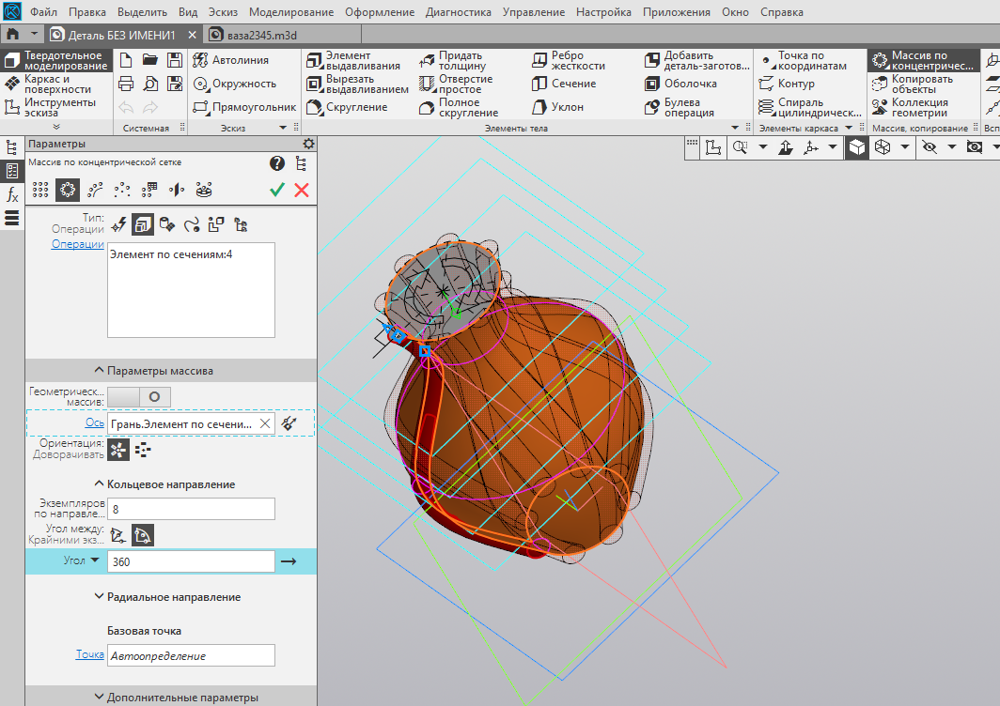 Файл Правка Выделить Вид Эскиз Моделирование Оформление Диагностика Управление Настройка Приложения Окно Справка
Деталь БЕЗ ИМЕНИ1 ваза2345.m3d
Твердотельное
моделирование
Каркас и
поверхности
Инструменты
эскиза
Системная
Автолиния
Окружность
Прямоугольник
Эскиз
Элемент
выдавливания
Вырезать
выдавливанием
Скругление
Придать
толщину
Отверстие
простое
Полное
скругление
Ребро
жесткости
Сечение
Уклон
Добавить
деталь-заготов...
Оболочка
Булева
операция
Элементы тела
Точка по
координатам
Контур
Спираль
цилиндрическ...
Элементы каркаса
Массив по
концентричес...
Копировать
объекты
Коллекция
геометрии
Массив, копирование
Всп
Параметры
Массив по концентрической сетке
Тип:
Операции
Операции
Элемент по сечениям:4
Параметры массива
Геометрическ...
массив:
Ось Грань.Элемент по сечени...
Ориентация:
Доворачивать
Кольцевое направление
Экземпляров
по направле...
8
Угол между:
Крайними экз...
Угол 360
Радиальное направление
Базовая точка
Точка Автоопределение
Дополнительные параметры